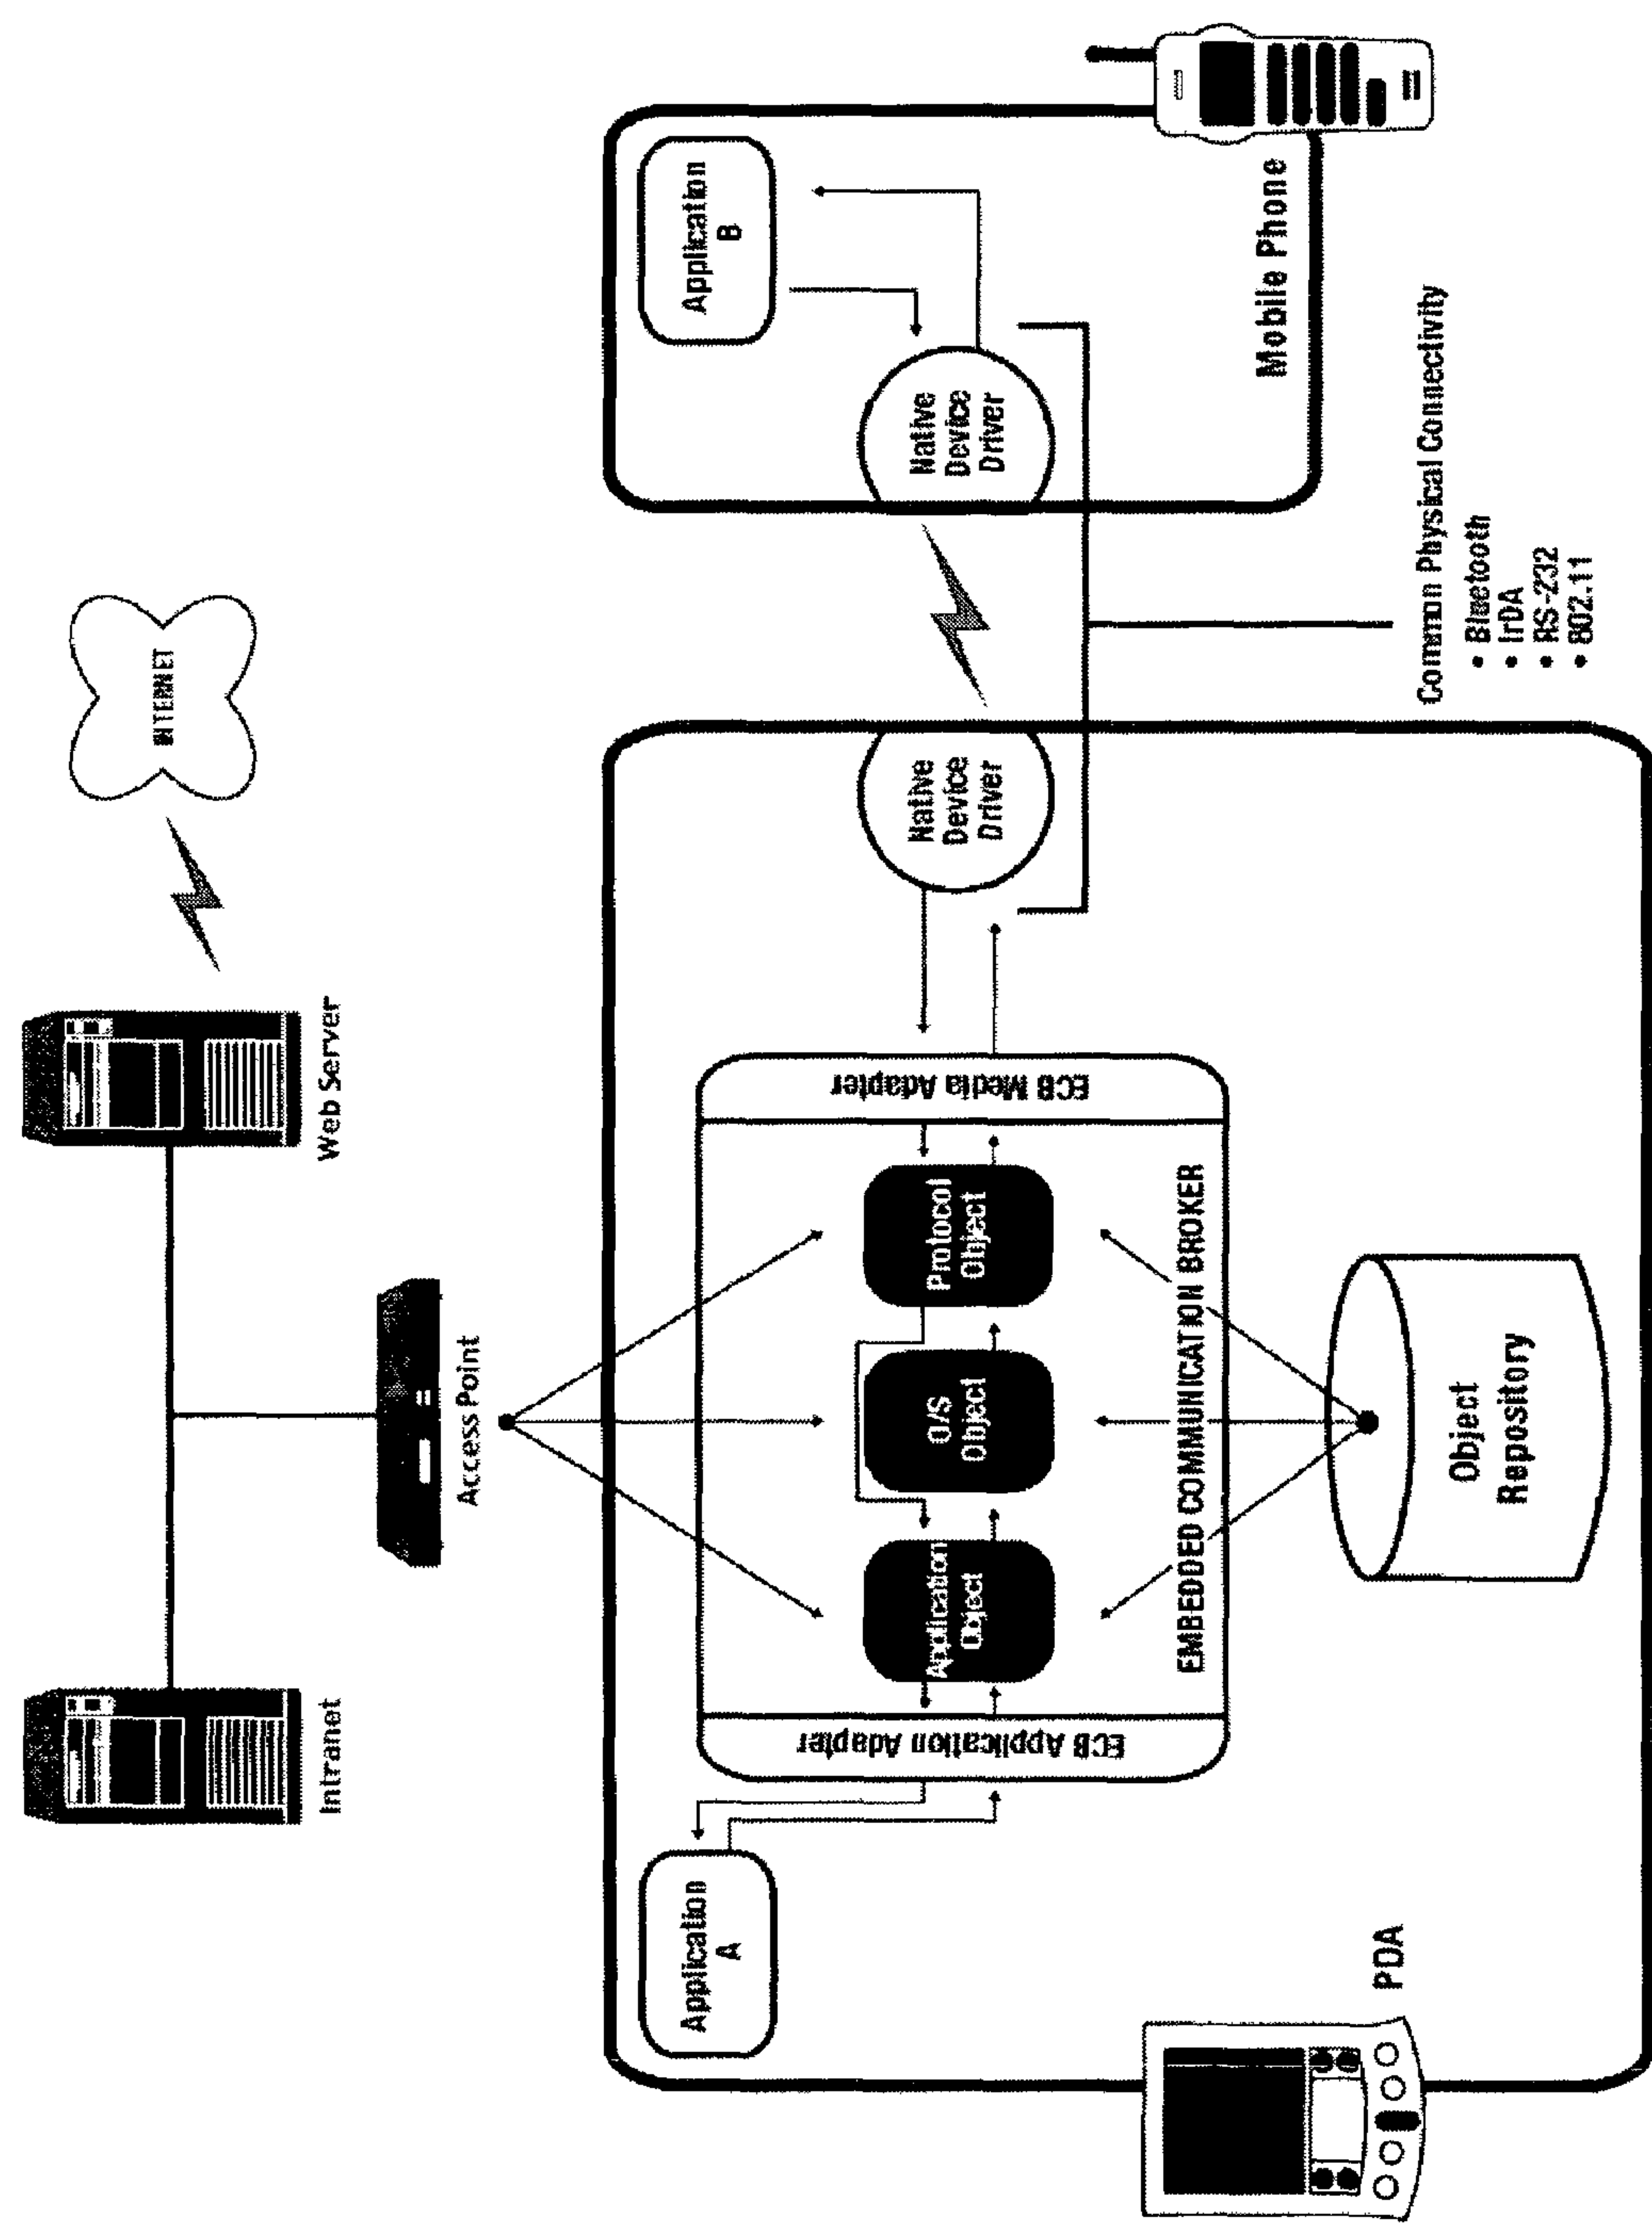 Intranet
Web Server
INTERNET
Access Point
Application
A
ECB Application Adapter
Application
Object
O/S
Object
Protocol
Object
ECB Media Adapter
EMBEDDED COMMUNICATION BROKER
Native
Device
Driver
Native
Device
Driver
Application
B
Object
Repository
PDA
Mobile Phone
Common Physical Connectivity
• Bluetooth
• IrDA
• RS-232
• 802.11